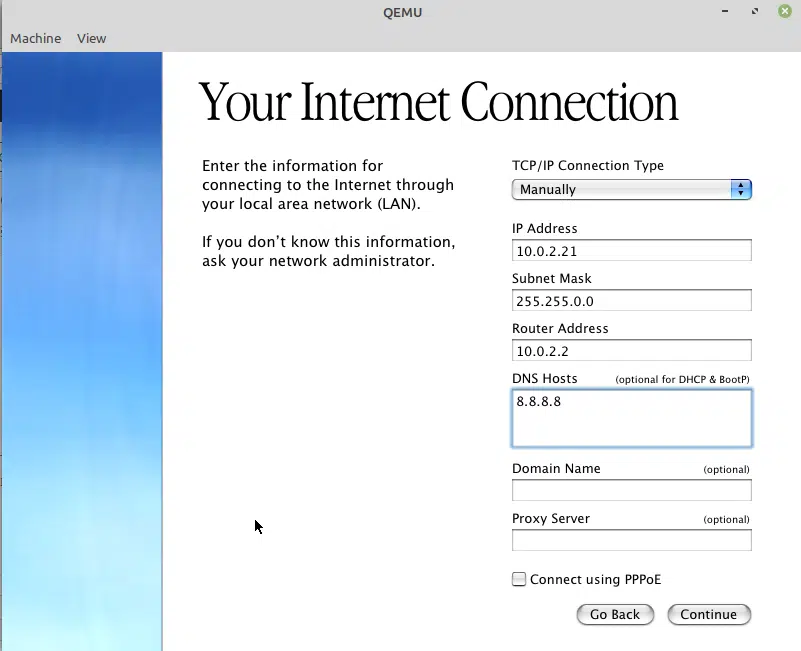 QEMU
Machine View
Your Internet Connection
Enter the information for
connecting to the Internet through
your local area network (LAN).
If you don't know this information,
ask your network administrator.
TCP/IP Connection Type
Manually
IP Address
10.0.2.21
Subnet Mask
255.255.0.0
Router Address
10.0.2.2
DNS Hosts (optional for DHCP & BootP)
8.8.8.8
Domain Name (optional)
Proxy Server (optional)
Connect using PPPoE
Go Back Continue